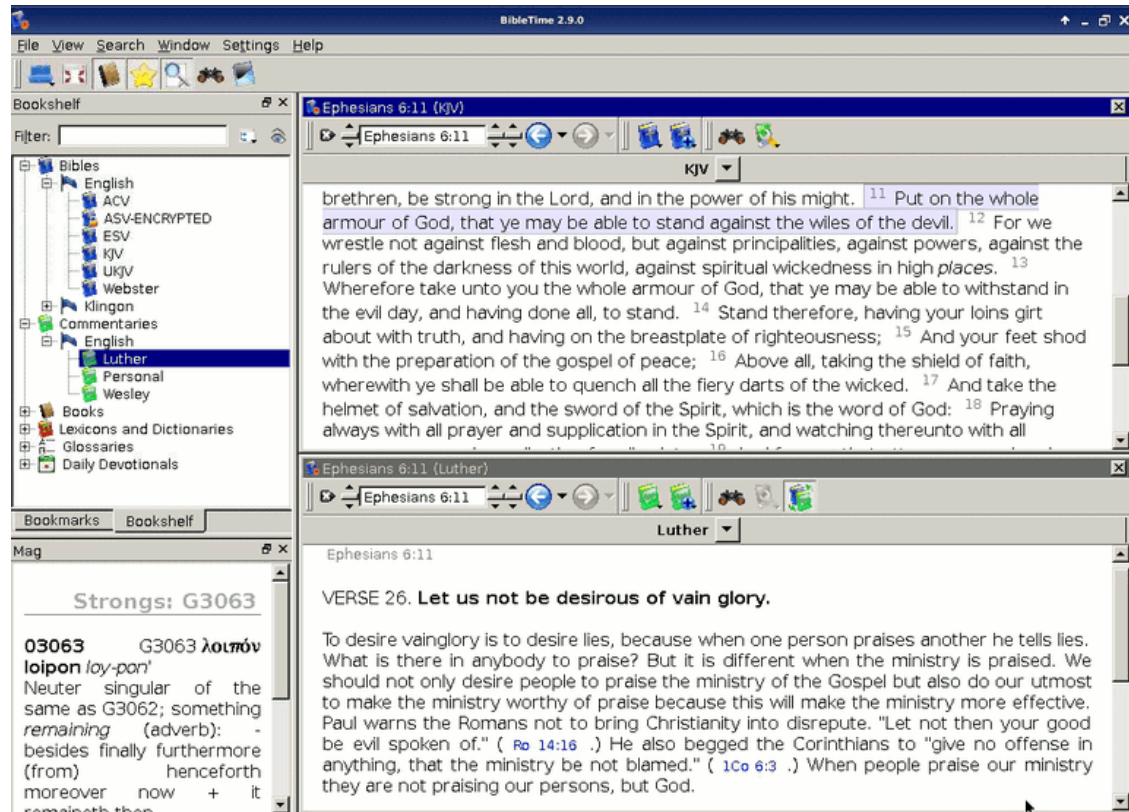 BibleTime 2.9.0
File View Search Window Settings Help
Bookshelf
Filter:
Bibles
English
ACV
ASV-ENCRYPTED
ESV
KJV
UKJV
Webster
Klingon
Commentaries
English
Luther
Personal
Wesley
Books
Lexicons and Dictionaries
Glossaries
Daily Devotionals
Bookmarks Bookshelf
Mag
Strongs: G3063
03063 G3063 λοιπόν
loipon loy-pon'
Neuter singular of the
same as G3062; something
remaining (adverb): -
besides finally furthermore
(from) henceforth
moreover now + it
remaineth then
Ephesians 6:11 (KJV)
Ephesians 6:11
KJV
brethren, be strong in the Lord, and in the power of his might. 11 Put on the whole
armour of God, that ye may be able to stand against the wiles of the devil. 12 For we
wrestle not against flesh and blood, but against principalities, against powers, against the
rulers of the darkness of this world, against spiritual wickedness in high places. 13
Wherefore take unto you the whole armour of God, that ye may be able to withstand in
the evil day, and having done all, to stand. 14 Stand therefore, having your loins girt
about with truth, and having on the breastplate of righteousness; 15 And your feet shod
with the preparation of the gospel of peace; 16 Above all, taking the shield of faith,
wherewith ye shall be able to quench all the fiery darts of the wicked. 17 And take the
helmet of salvation, and the sword of the Spirit, which is the word of God: 18 Praying
always with all prayer and supplication in the Spirit, and watching thereunto with all
Ephesians 6:11 (Luther)
Ephesians 6:11
Luther
Ephesians 6:11
VERSE 26. Let us not be desirous of vain glory.
To desire vainglory is to desire lies, because when one person praises another he tells lies.
What is there in anybody to praise? But it is different when the ministry is praised. We
should not only desire people to praise the ministry of the Gospel but also do our utmost
to make the ministry worthy of praise because this will make the ministry more effective.
Paul warns the Romans not to bring Christianity into disrepute. "Let not then your good
be evil spoken of." ( Ro 14:16 .) He also begged the Corinthians to "give no offense in
anything, that the ministry be not blamed." ( 1Co 6:3 .) When people praise our ministry
they are not praising our persons, but God.